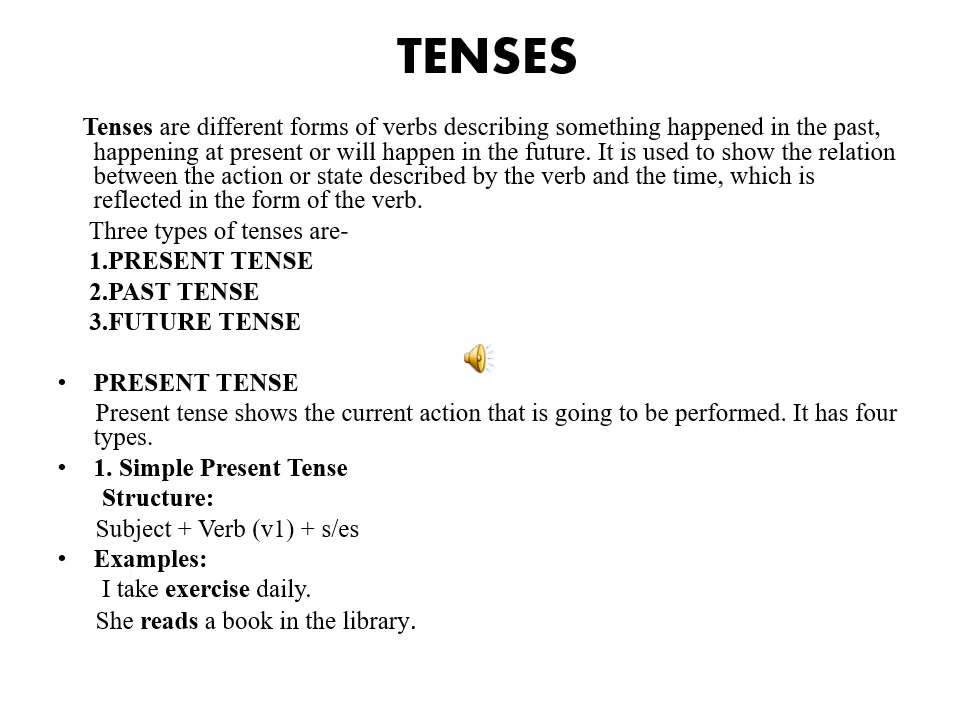 TENSES
Tenses are different forms of verbs describing something happened in the past,
happening at present or will happen in the future. It is used to show the relation
between the action or state described by the verb and the time, which is
reflected in the form of the verb.
Three types of tenses are-
1.PRESENT TENSE
2.PAST TENSE
3.FUTURE TENSE
• PRESENT TENSE
Present tense shows the current action that is going to be performed. It has four
types.
• 1. Simple Present Tense
Structure:
Subject + Verb (v1) + s/es
• Examples:
I take exercise daily.
She reads a book in the library.